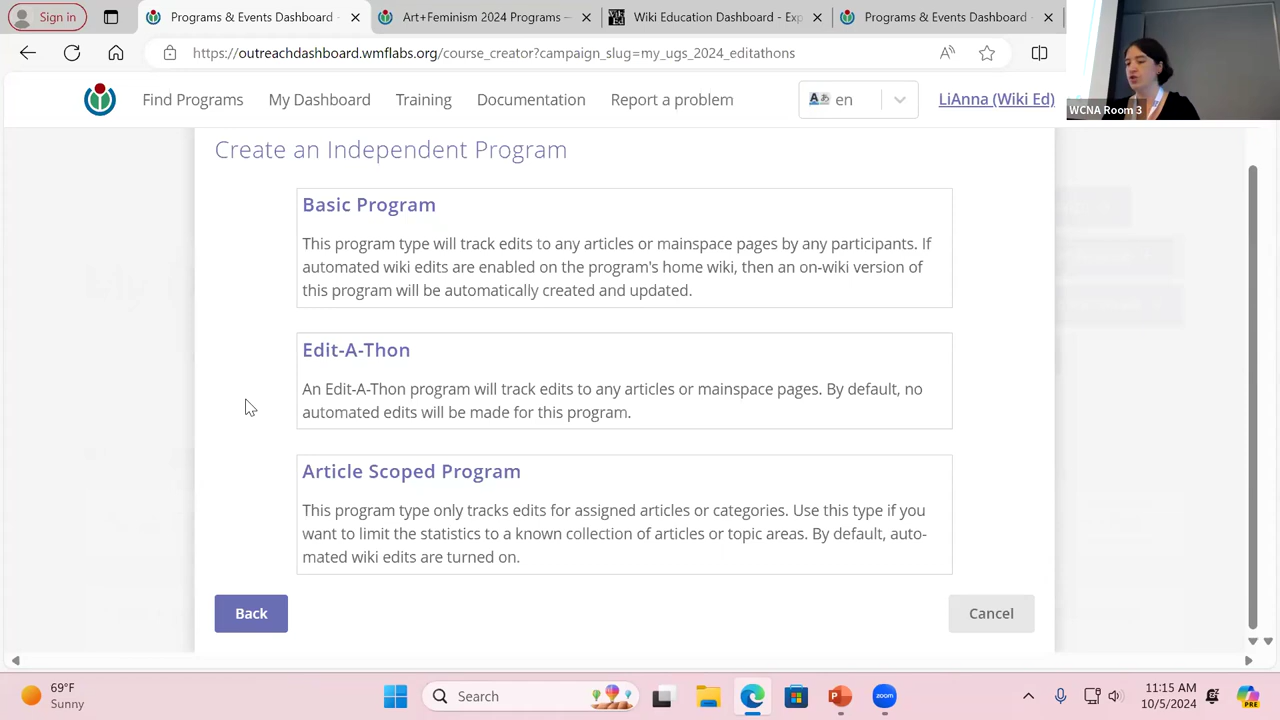 Sign in
Programs & Events Dashboard
Art+Feminism 2024 Programs –
Wiki Education Dashboard - Exp
Programs & Events Dashboard -
https://outreachdashboard.wmflabs.org/course_creator?campaign_slug=my_ugs_2024_editathons
WCNA Room 3
Find Programs
My Dashboard
Training
Documentation
Report a problem
en
LiAnna (Wiki Ed)
Create an Independent Program
Basic Program
This program type will track edits to any articles or mainspace pages by any participants. If
automated wiki edits are enabled on the program's home wiki, then an on-wiki version of
this program will be automatically created and updated.
Edit-A-Thon
An Edit-A-Thon program will track edits to any articles or mainspace pages. By default, no
automated edits will be made for this program.
Article Scoped Program
This program type only tracks edits for assigned articles or categories. Use this type if you
want to limit the statistics to a known collection of articles or topic areas. By default, auto-
mated wiki edits are turned on.
Back
Cancel
69°F
Sunny
Search
zoom
PRE
11:15 AM
10/5/2024